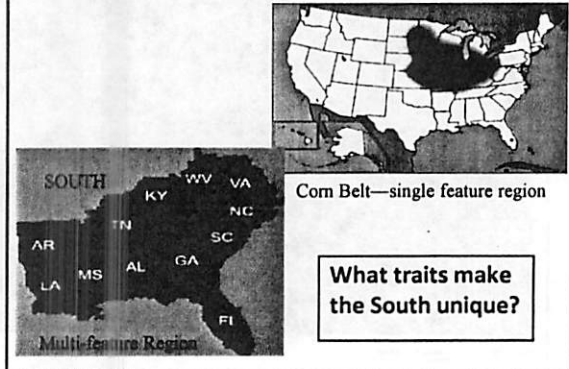 Corn Belt—single feature region
SOUTH
WV
VA
KY
NC
TN
SC
AR
GA
AL
MS
LA
FL
Multi-feature Region
What traits make
the South unique?